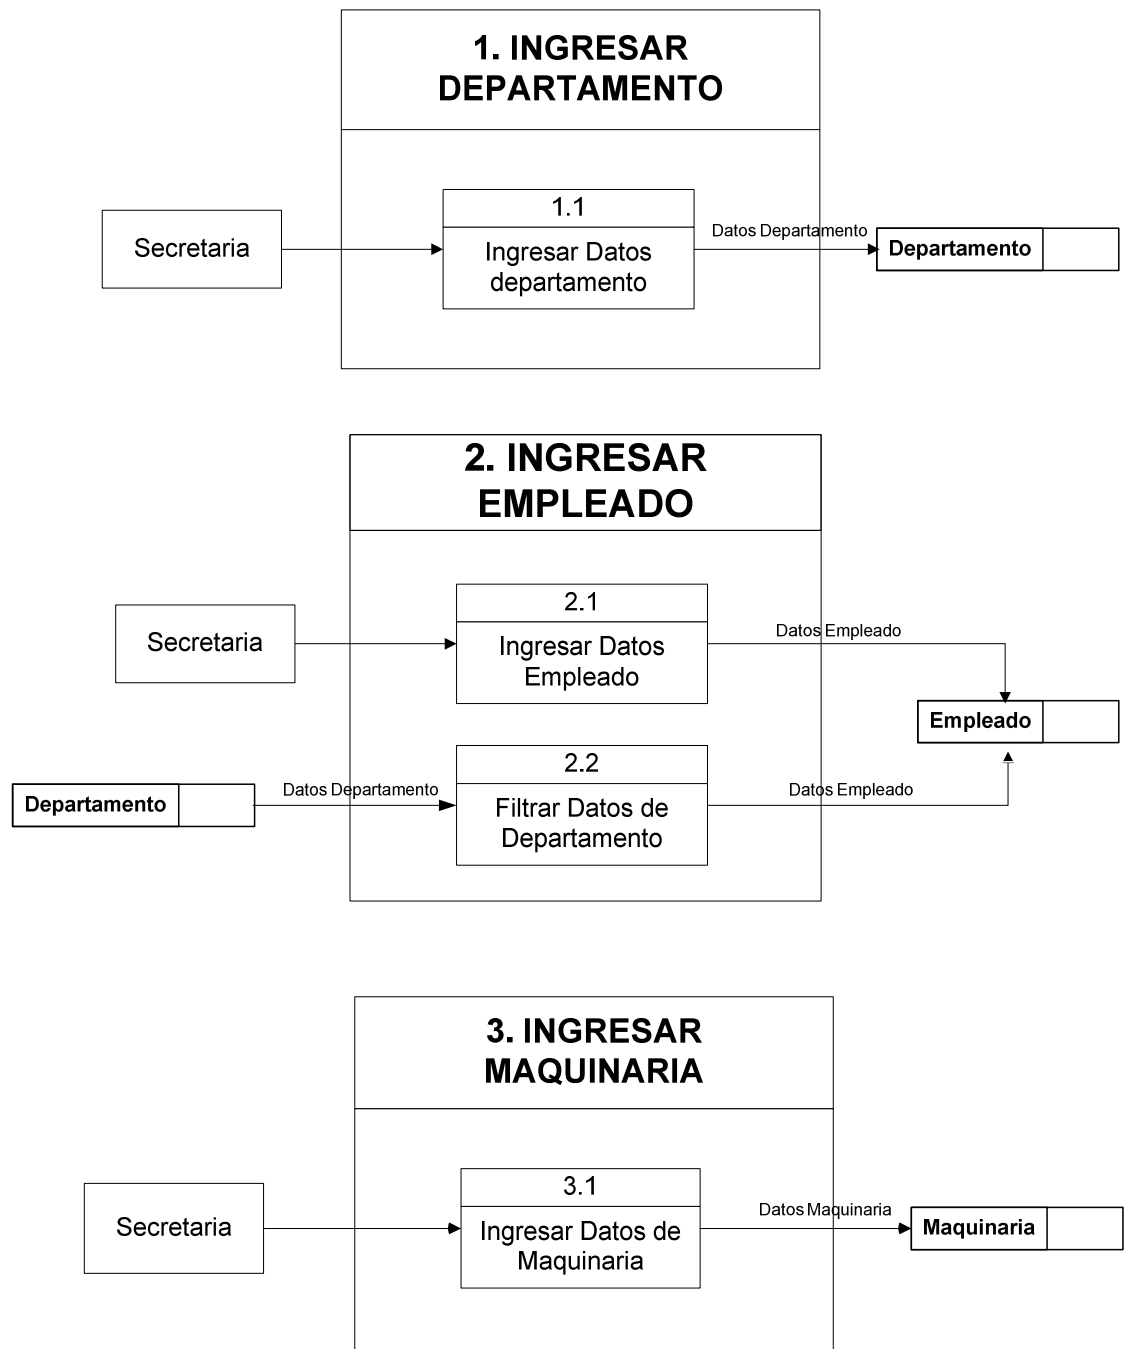 1. INGRESAR
DEPARTAMENTO
1.1
Secretaria
Ingresar Datos
departamento
Datos Departamento
Departamento
2. INGRESAR
EMPLEADO
2.1
Secretaria
Ingresar Datos
Empleado
Datos Empleado
Empleado
2.2
Departamento
Datos Departamento
Filtrar Datos de
Departamento
Datos Empleado
3. INGRESAR
MAQUINARIA
3.1
Secretaria
Ingresar Datos de
Maquinaria
Datos Maquinaria
Maquinaria